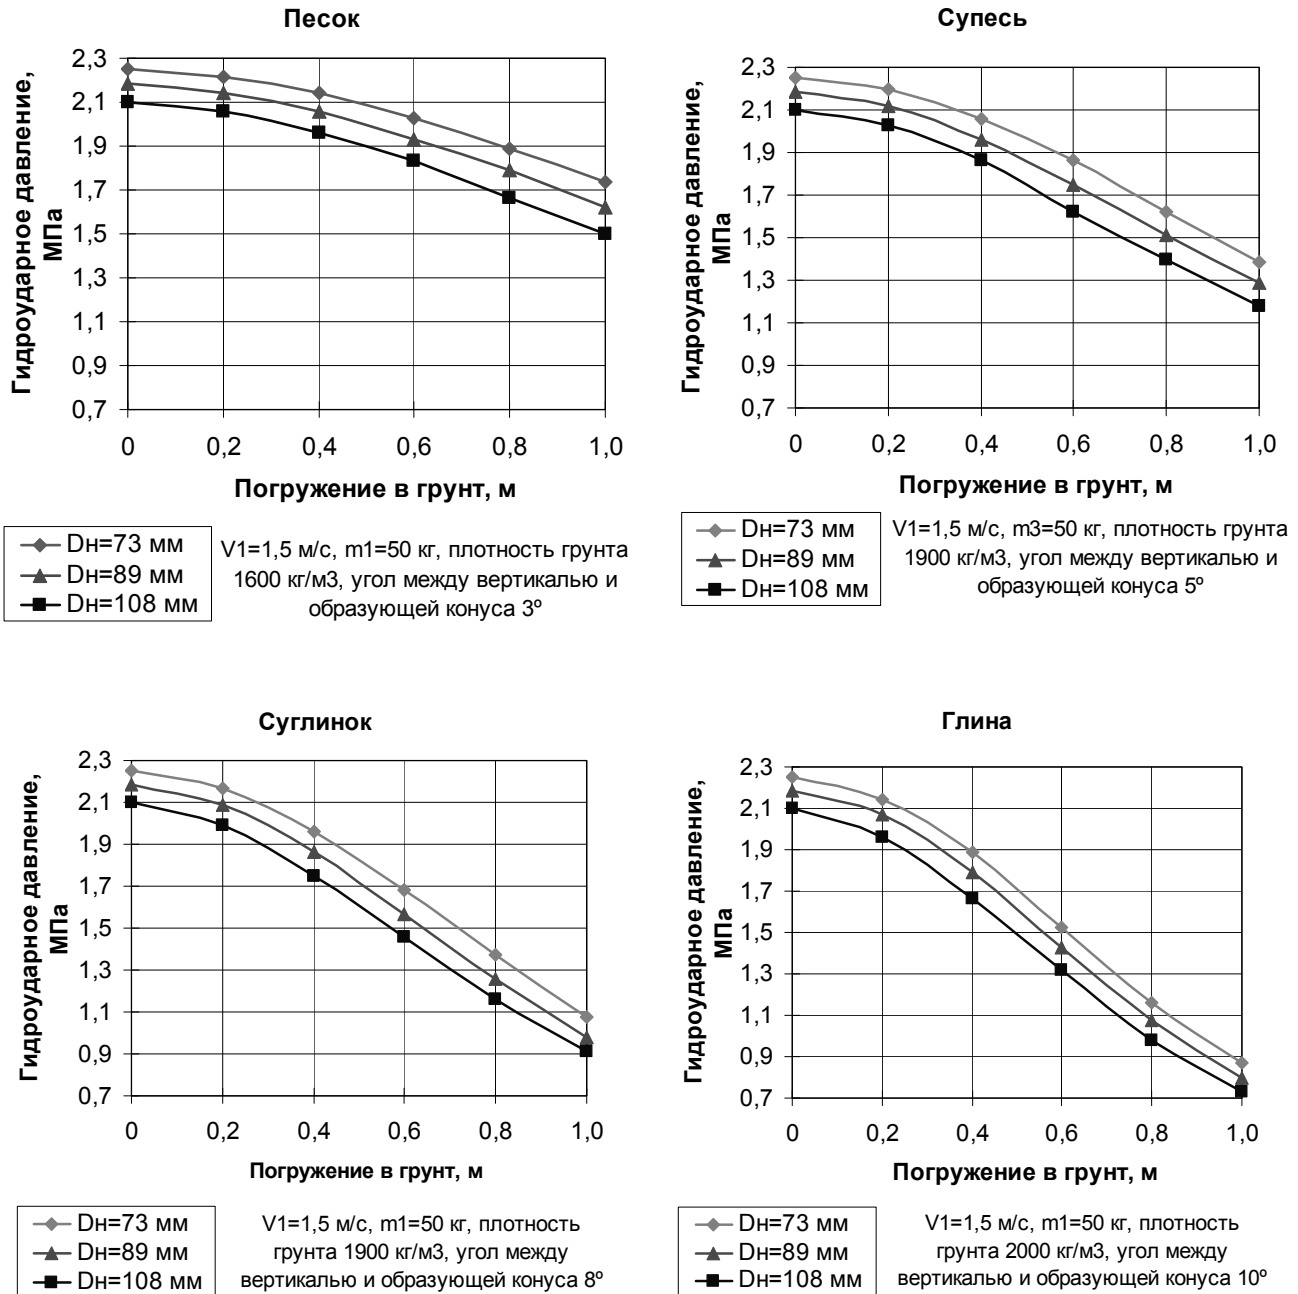 Песок
Гидроударное давление,
МПа
2,3
2,1
1,9
1,7
1,5
1,3
1,1
0,9
0,7
0 0,2 0,4 0,6 0,8 1,0
Погружение в грунт, м
Dн=73 мм
Dн=89 мм
Dн=108 мм
V1=1,5 м/с, m1=50 кг, плотность грунта
1600 кг/м3, угол между вертикалью и
образующей конуса 3º
Супесь
Гидроударное давление,
МПа
2,3
2,1
1,9
1,7
1,5
1,3
1,1
0,9
0,7
0 0,2 0,4 0,6 0,8 1,0
Погружение в грунт, м
Dн=73 мм
Dн=89 мм
Dн=108 мм
V1=1,5 м/с, m3=50 кг, плотность грунта
1900 кг/м3, угол между вертикалью и
образующей конуса 5º
Суглинок
Гидроударное давление,
МПа
2,3
2,1
1,9
1,7
1,5
1,3
1,1
0,9
0,7
0 0,2 0,4 0,6 0,8 1,0
Погружение в грунт, м
Dн=73 мм
Dн=89 мм
Dн=108 мм
V1=1,5 м/с, m1=50 кг, плотность
грунта 1900 кг/м3, угол между
вертикалью и образующей конуса 8º
Глина
Гидроударное давление,
МПа
2,3
2,1
1,9
1,7
1,5
1,3
1,1
0,9
0,7
0 0,2 0,4 0,6 0,8 1,0
Погружение в грунт, м
Dн=73 мм
Dн=89 мм
Dн=108 мм
V1=1,5 м/с, m1=50 кг, плотность
грунта 2000 кг/м3, угол между
вертикалью и образующей конуса 10º